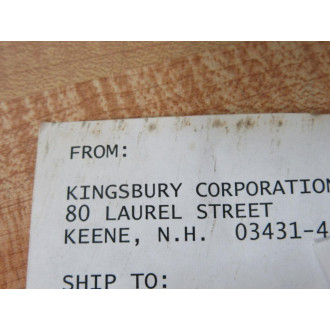 FROM:
KINGSBURY CORPORATION
80 LAUREL STREET
KEENE, N.H. 03431-4
SHIP TO: